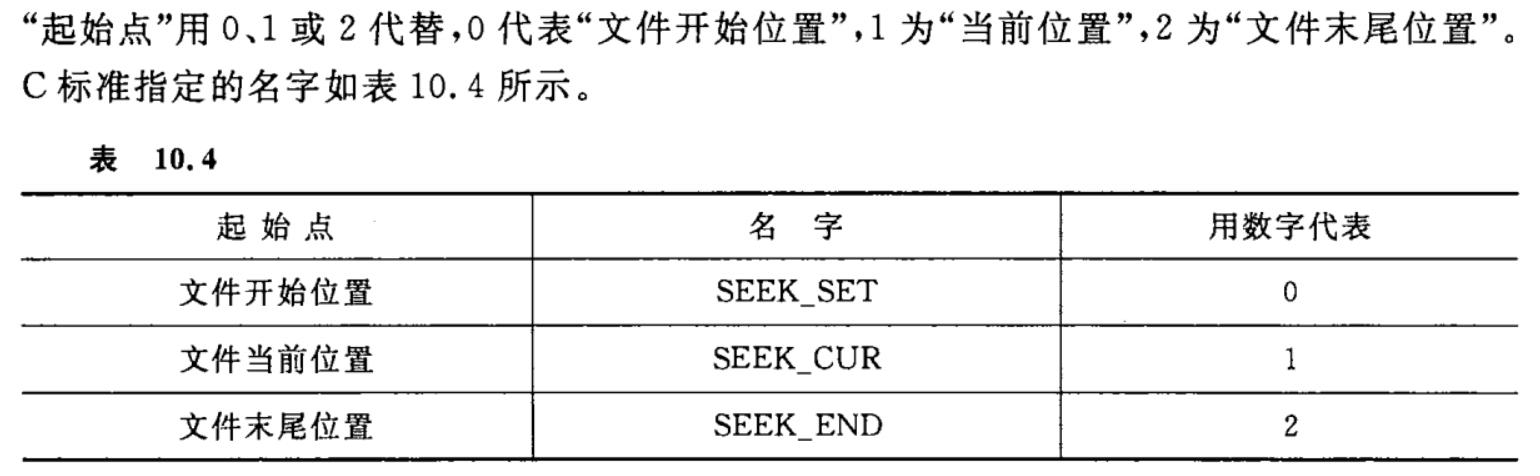 “起始点”用 0、1 或 2 代替,0 代表“文件开始位置”,1 为“当前位置”,2 为“文件末尾位置”。
C 标准指定的名字如表 10.4 所示。
表 10.4
起始点 名字 用数字代表
文件开始位置 SEEK_SET 0
文件当前位置 SEEK_CUR 1
文件末尾位置 SEEK_END 2